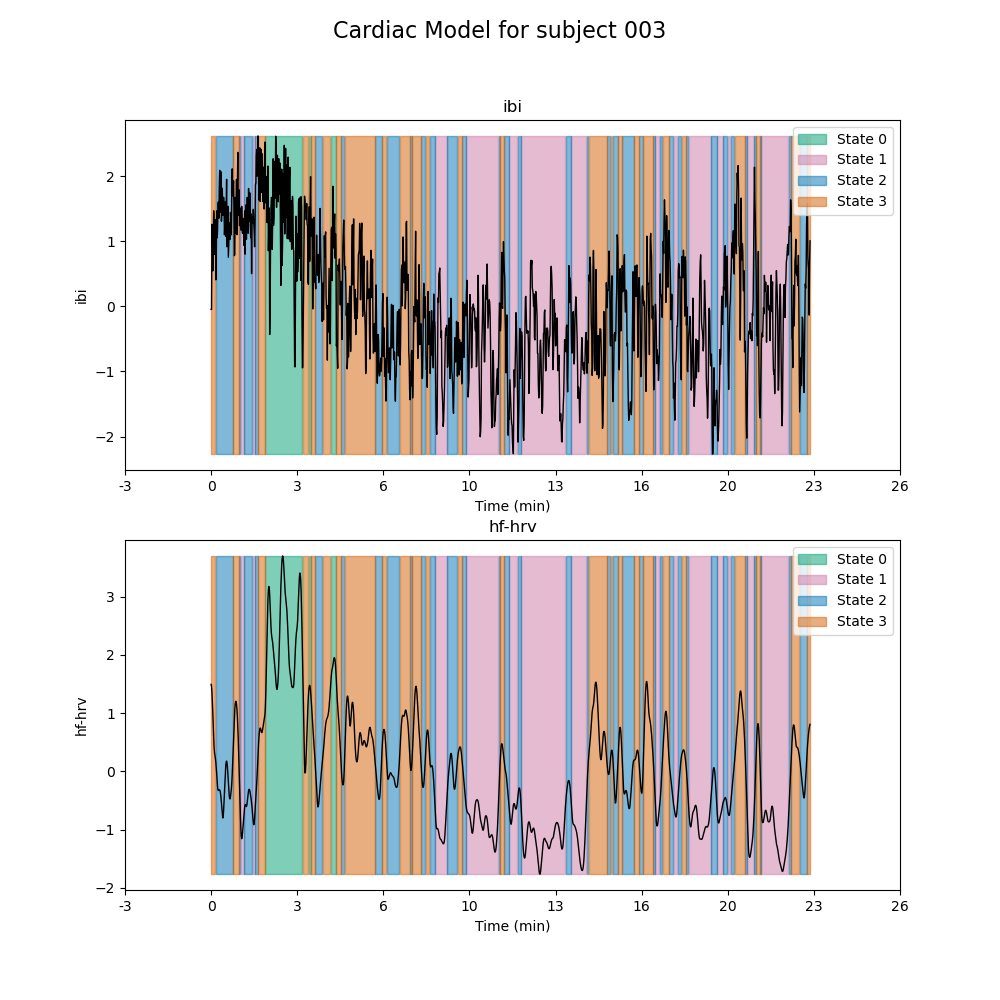 Cardiac Model for subject 003
ibi
State 0
State 1
State 2
State 3
2
1
0
−1
−2
ibi
-3 0 3 6 10 13 16 20 23 26
Time (min)
hf-hrv
State 0
State 1
State 2
State 3
3
2
1
0
−1
−2
hf-hrv
-3 0 3 6 10 13 16 20 23 26
Time (min)